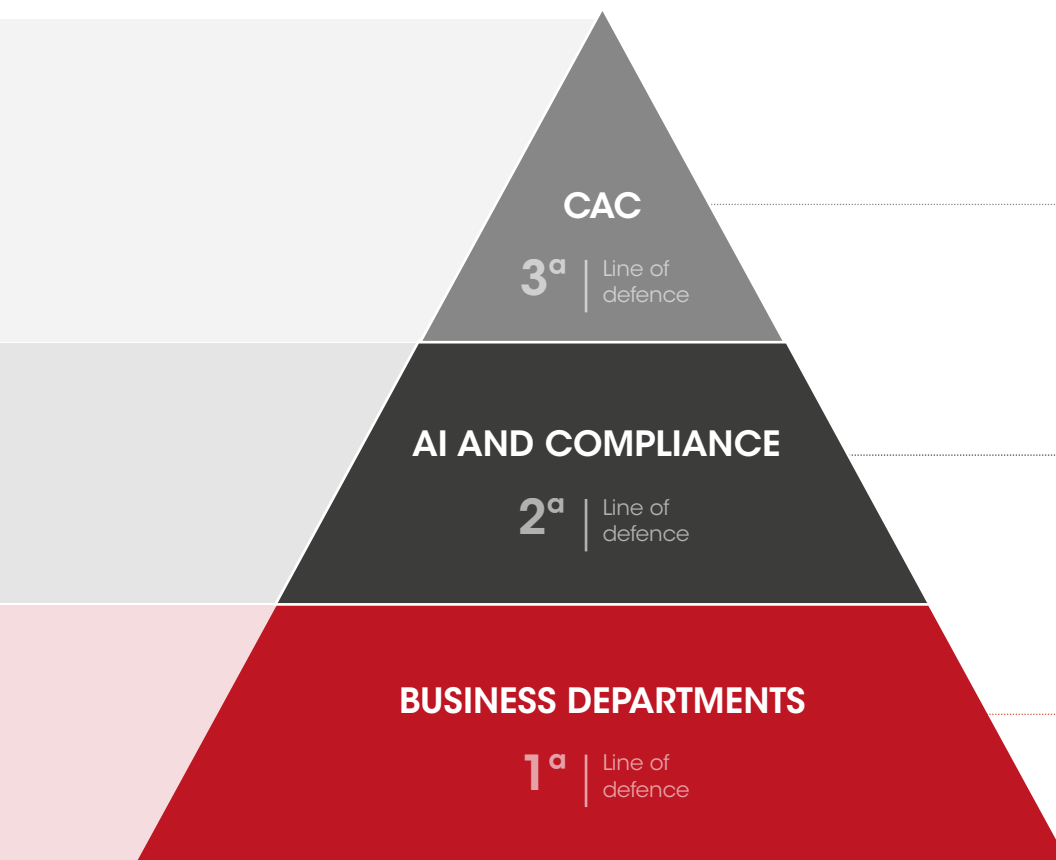 CAC
3ª
Line of
defence
AI AND COMPLIANCE
2ª
Line of
defence
BUSINESS DEPARTMENTS
1ª
Line of
defence